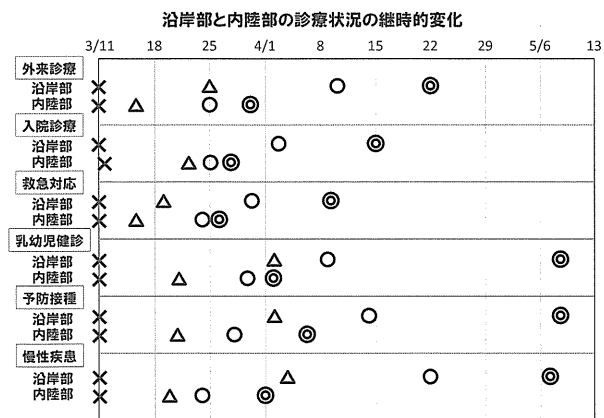 沿岸部と内陸部の診療状況の継時的変化
3/11 18 25 4/1 8 15 22 29 5/6 13
外来診療
沿岸部
内陸部
入院診療
沿岸部
内陸部
救急対応
沿岸部
内陸部
乳幼児健診
沿岸部
内陸部
予防接種
沿岸部
内陸部
慢性疾患
沿岸部
内陸部